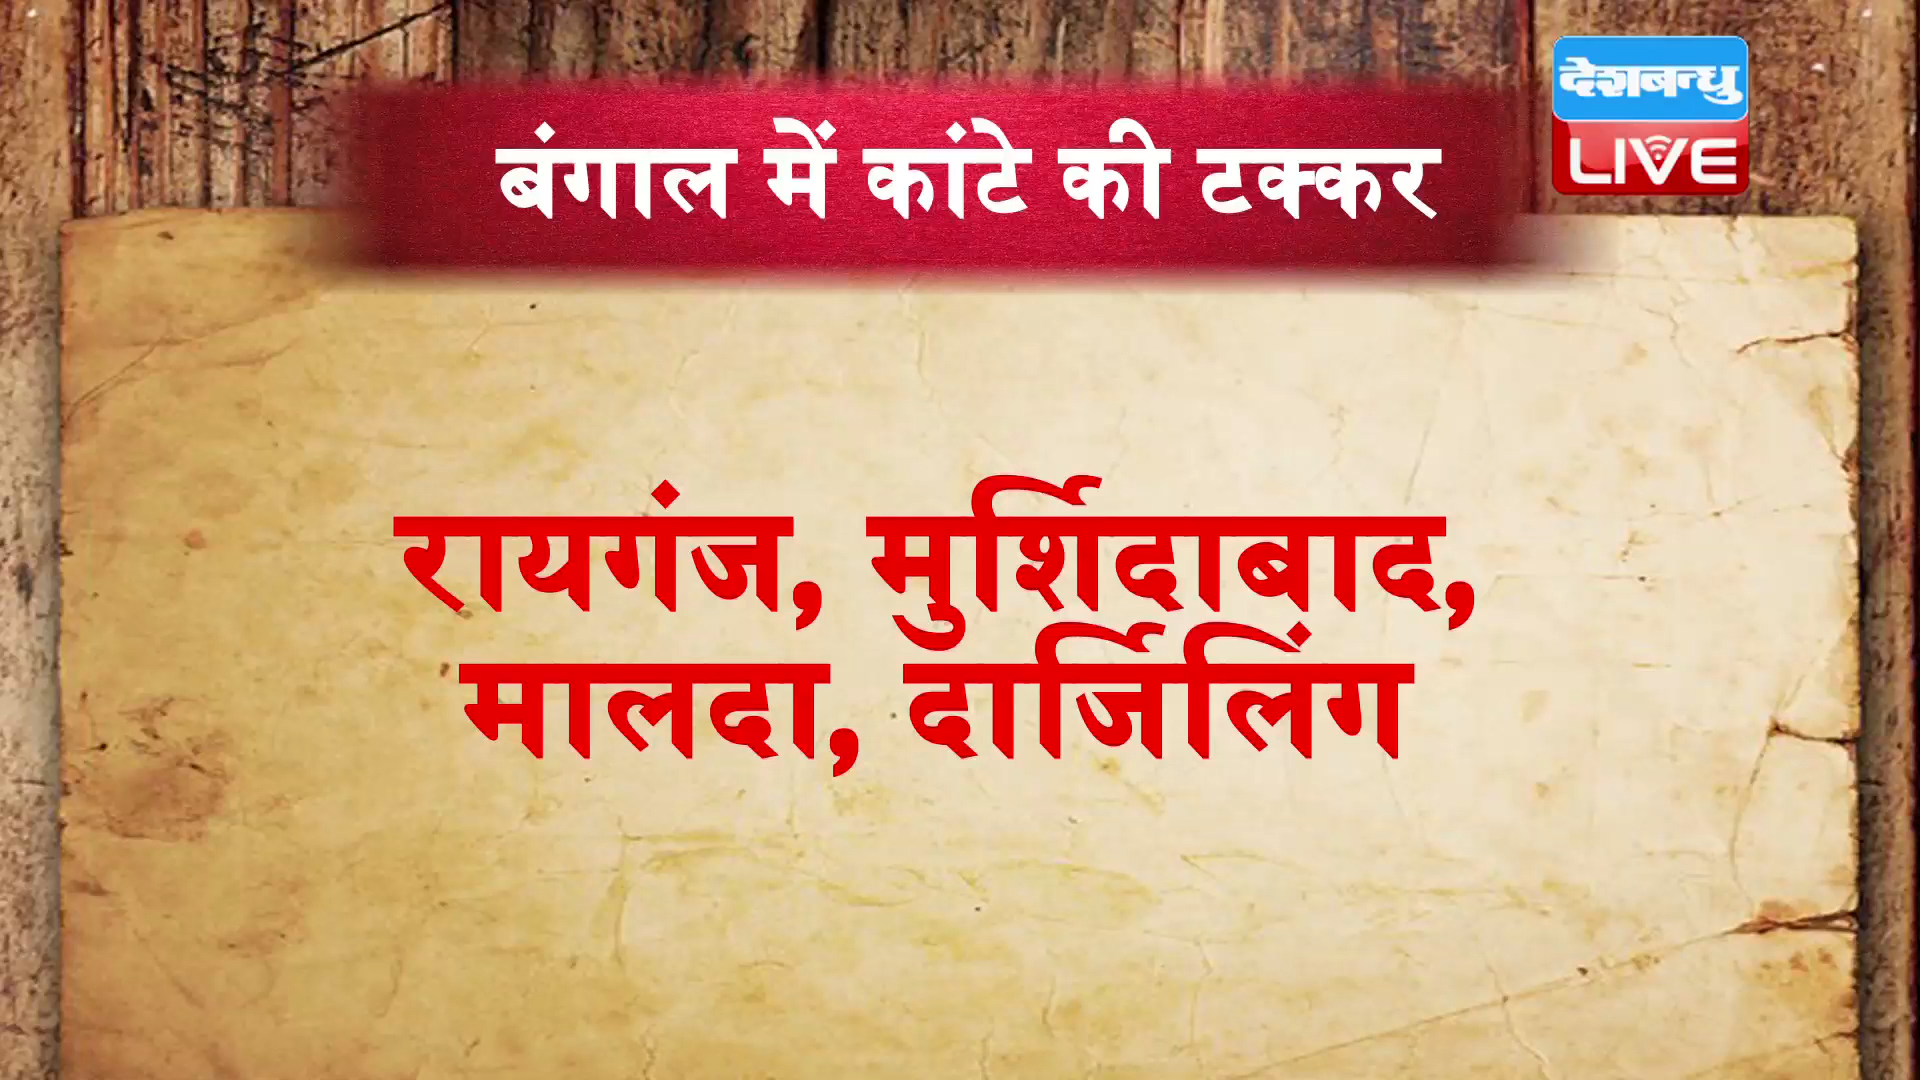 देशबन्धु
LIVE
बंगाल में कांटे की टक्कर
रायगंज, मुर्शिदाबाद,
मालदा, दार्जिलिंग